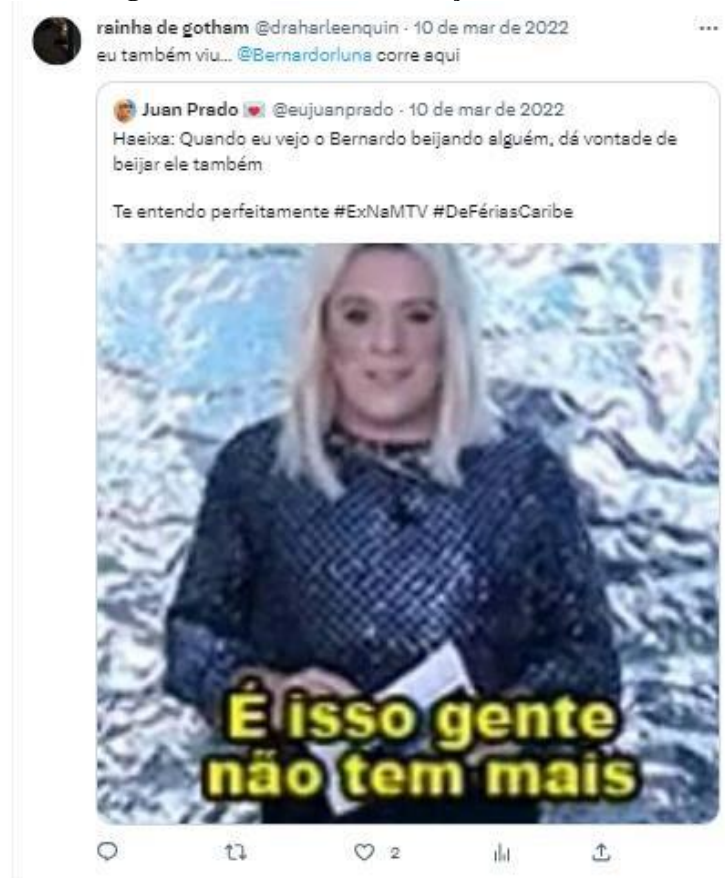 rainha de gotham @draharleenquin · 10 de mar de 2022
eu também viu... @Bernardorluna corre aqui
Juan Prado 💌 @eujuanprado · 10 de mar de 2022
Haeixa: Quando eu vejo o Bernardo beijando alguém, dá vontade de
beijar ele também
Te entendo perfeitamente #ExNaMTV #DeFériasCaribe
É isso gente
não tem mais
2